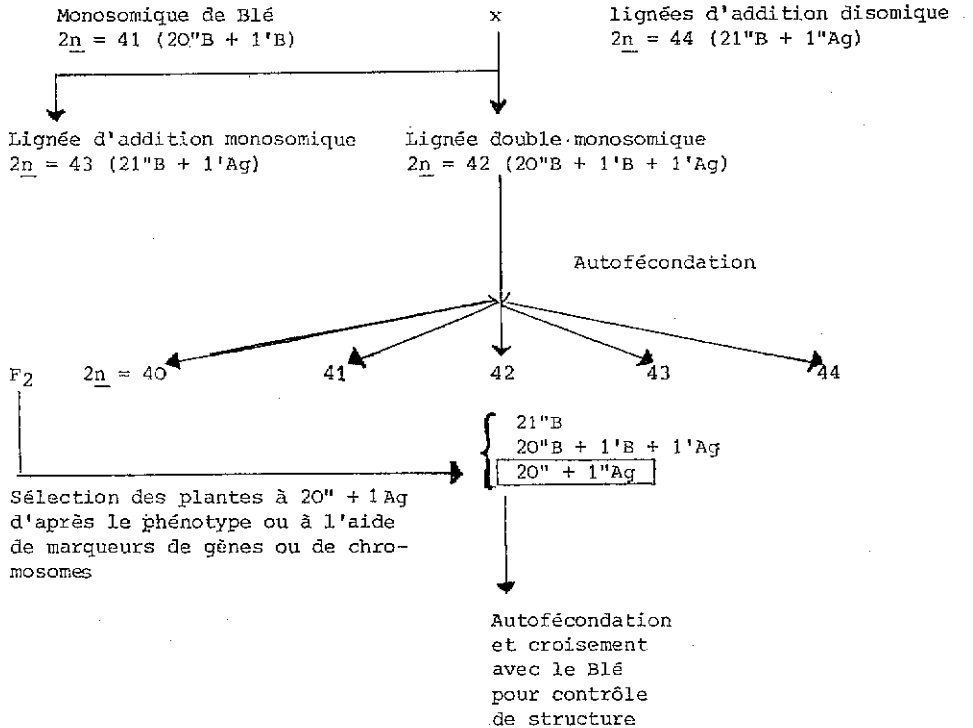 Monosomique de Blé x lignées d'addition disomique
2n = 41 (20"B + 1'B) 2n = 44 (21"B + 1"Ag)
Lignée d'addition monosomique Lignée double monosomique
2n = 43 (21"B + 1'Ag) 2n = 42 (20"B + 1'B + 1'Ag)
Autofécondation
F2 2n = 40 41 42 43 44
21"B
20"B + 1'B + 1'Ag
20" + 1"Ag
Sélection des plantes à 20" + 1 Ag
d'après le phénotype ou à l'aide
de marqueurs de gènes ou de chro-
mosomes
Autofécondation
et croisement
avec le Blé
pour contrôle
de structure